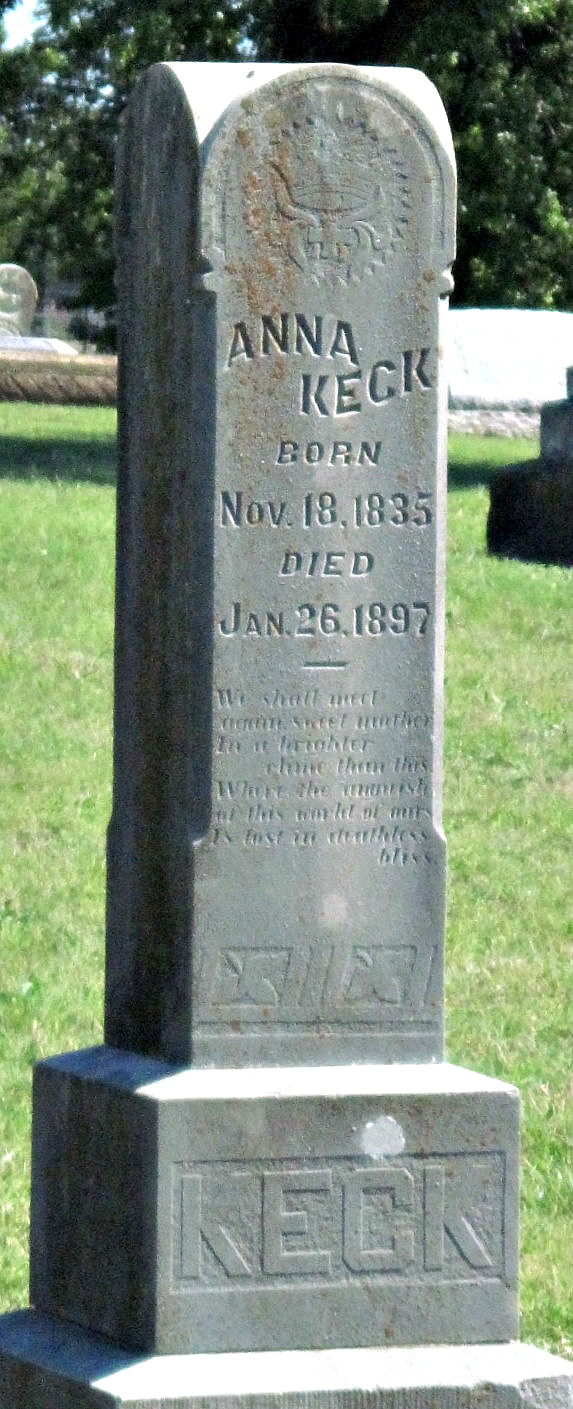 ANNA
KECK
BORN
NOV. 18, 1835
DIED
JAN. 26, 1897
We shall meet
again, sweet mother
In a brighter
clime than this
Where the anguish
of this world of ours
Is lost in deathless
bliss.
KECK